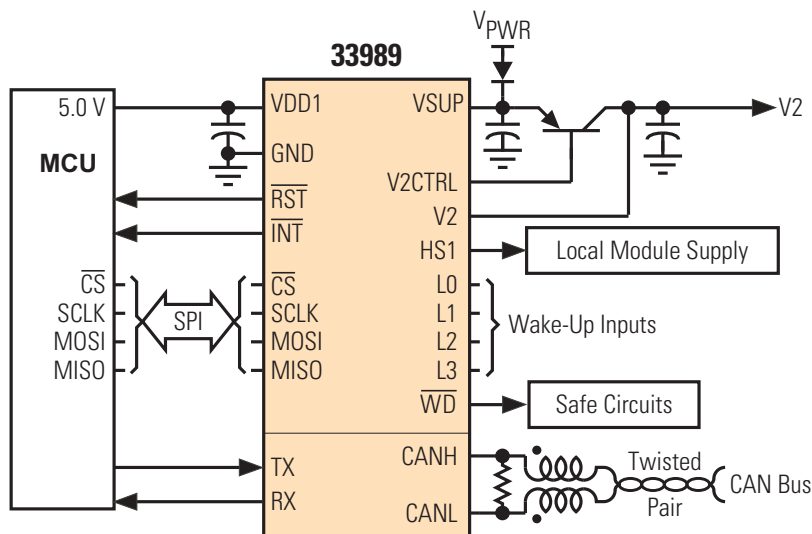 VPWR
33989
5.0 V
MCU
CS
SCLK
MOSI
MISO
SPI
VDD1
GND
RST
INT
CS
SCLK
MOSI
MISO
TX
RX
VSUP
V2CTRL
V2
HS1
L0
L1
L2
L3
WD
CANH
CANL
V2
Local Module Supply
Wake-Up Inputs
Safe Circuits
Twisted
Pair
CAN Bus